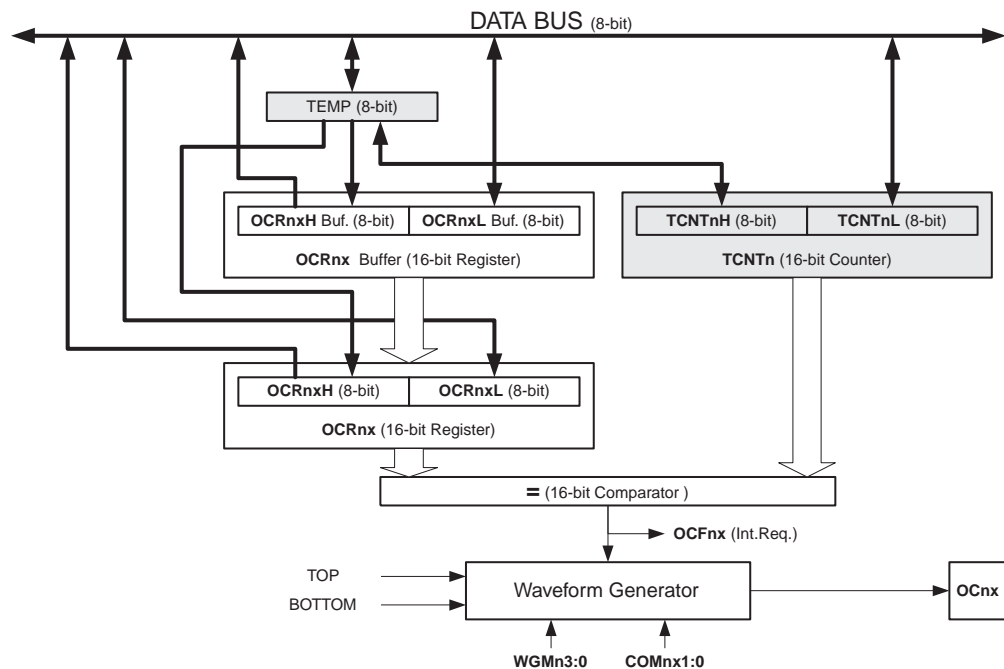 DATA BUS (8-bit)
TEMP (8-bit)
OCRnxH Buf. (8-bit)
OCRnxL Buf. (8-bit)
OCRnx Buffer (16-bit Register)
TCNTnH (8-bit)
TCNTnL (8-bit)
TCNTn (16-bit Counter)
OCRnxH (8-bit)
OCRnxL (8-bit)
OCRnx (16-bit Register)
= (16-bit Comparator )
OCFnx (Int.Req.)
TOP
BOTTOM
Waveform Generator
OCnx
WGMn3:0
COMnx1:0